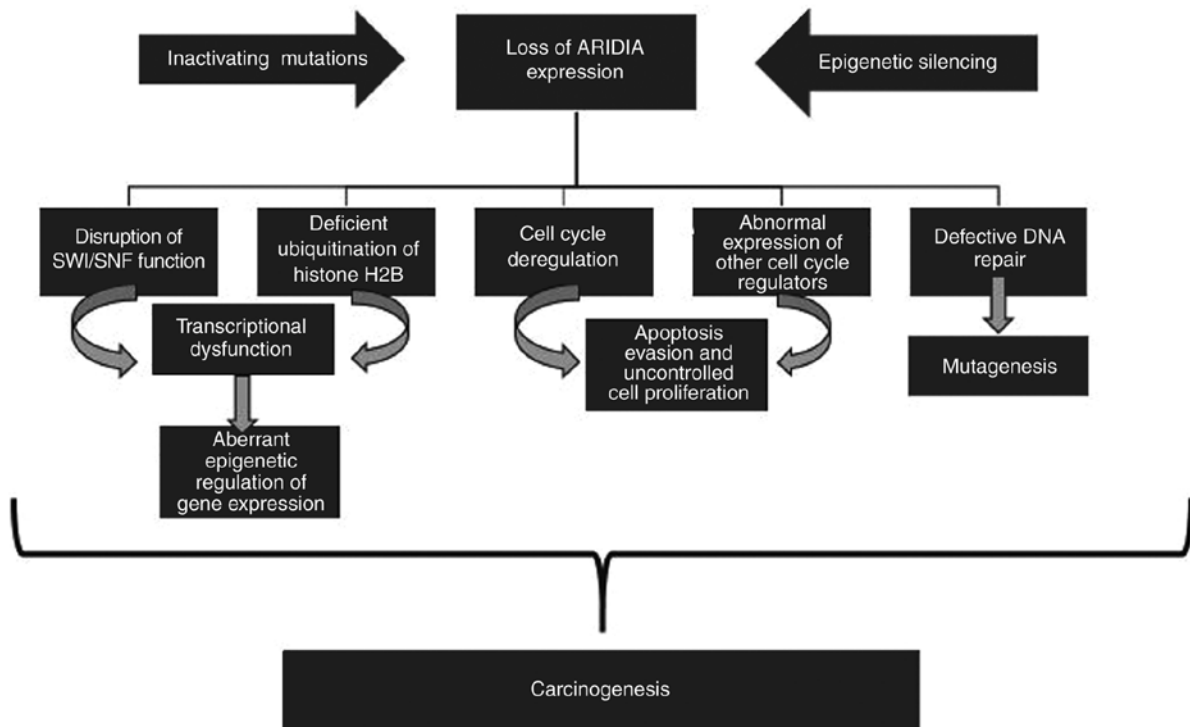 Inactivating mutations
Loss of ARIDIA
expression
Epigenetic silencing
Disruption of
SWI/SNF function
Deficient
ubiquitination of
histone H2B
Cell cycle
deregulation
Abnormal
expression of
other cell cycle
regulators
Defective DNA
repair
Transcriptional
dysfunction
Apoptosis
evasion and
uncontrolled
cell proliferation
Mutagenesis
Aberrant
epigenetic
regulation of
gene expression
Carcinogenesis